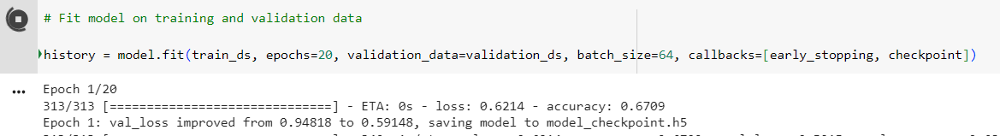 # Fit model on training and validation data
history = model.fit(train_ds, epochs=20, validation_data=validation_ds, batch_size=64, callbacks=[early_stopping, checkpoint])
Epoch 1/20
313/313 [==============================] - ETA: 0s - loss: 0.6214 - accuracy: 0.6709
Epoch 1: val_loss improved from 0.94818 to 0.59148, saving model to model_checkpoint.h5